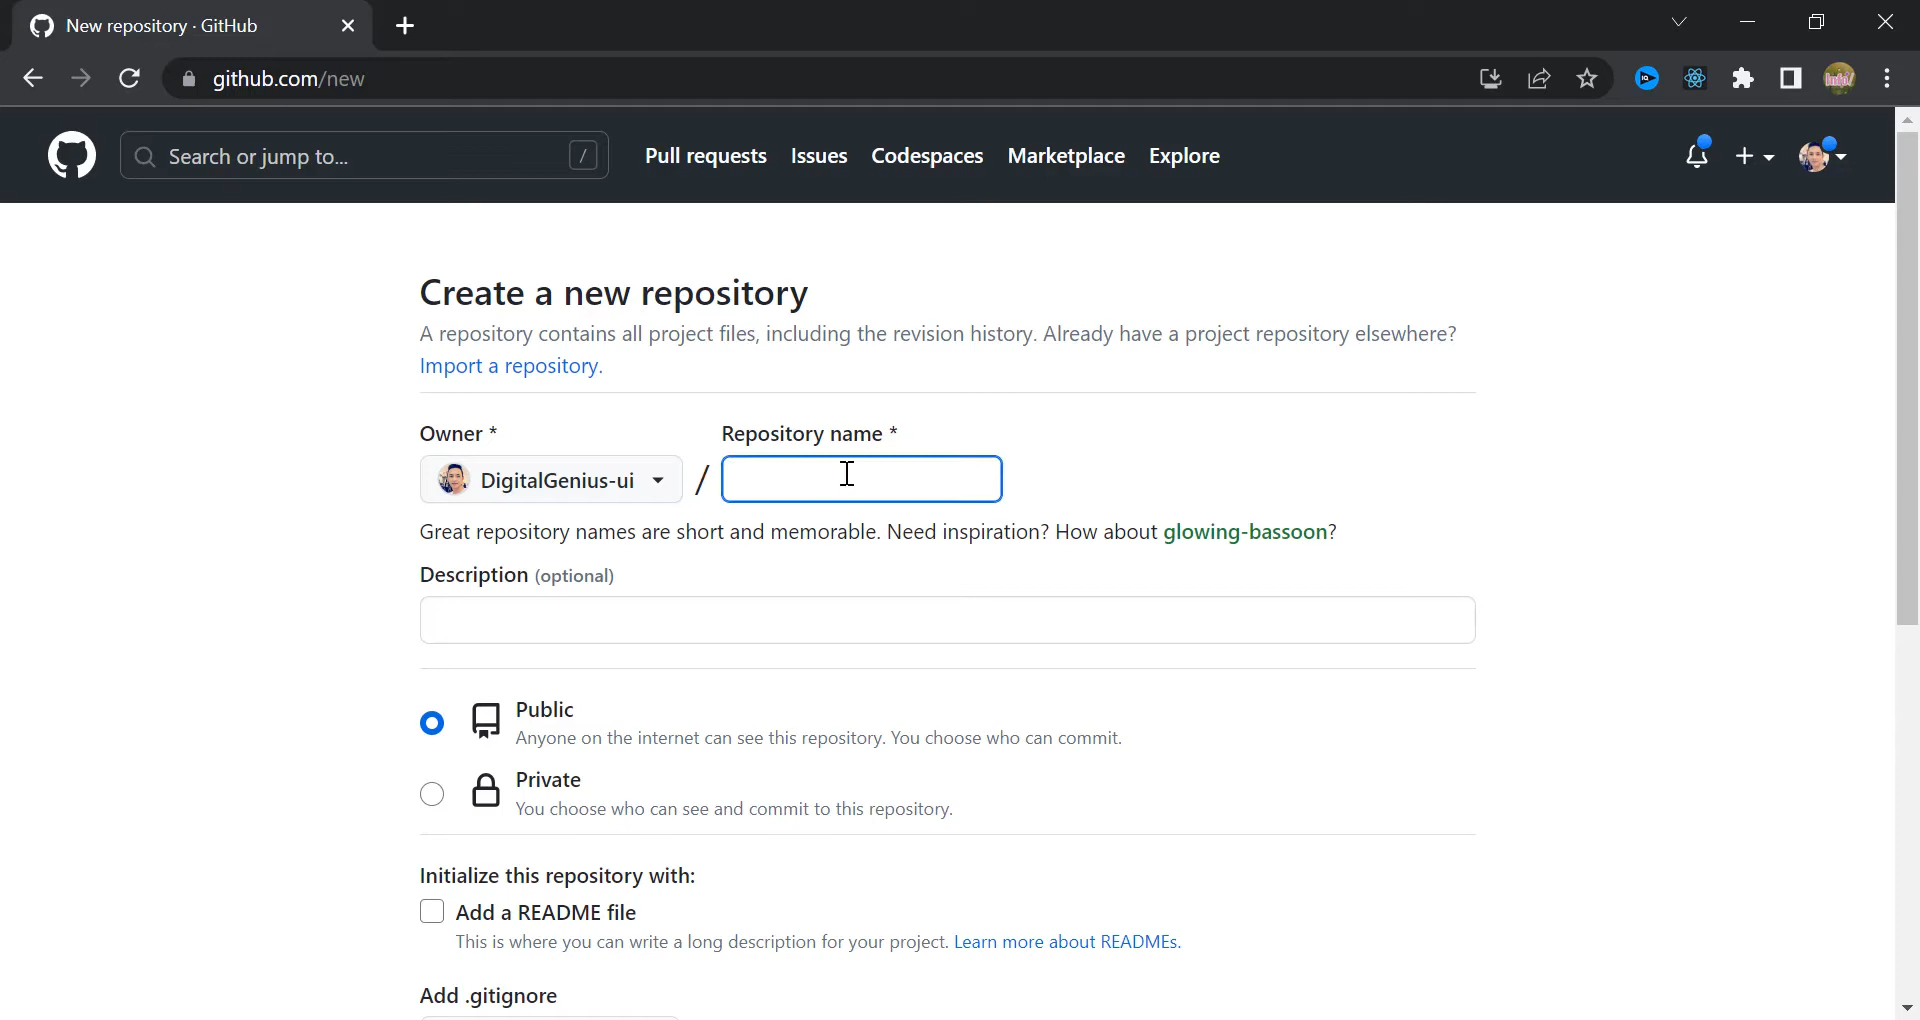 New repository · GitHub
github.com/new
Search or jump to... /
Pull requests Issues Codespaces Marketplace Explore
Create a new repository
A repository contains all project files, including the revision history. Already have a project repository elsewhere?
Import a repository.
Owner * Repository name *
DigitalGenius-ui /
Great repository names are short and memorable. Need inspiration? How about glowing-bassoon?
Description (optional)
Public
Anyone on the internet can see this repository. You choose who can commit.
Private
You choose who can see and commit to this repository.
Initialize this repository with:
Add a README file
This is where you can write a long description for your project. Learn more about READMEs.
Add .gitignore